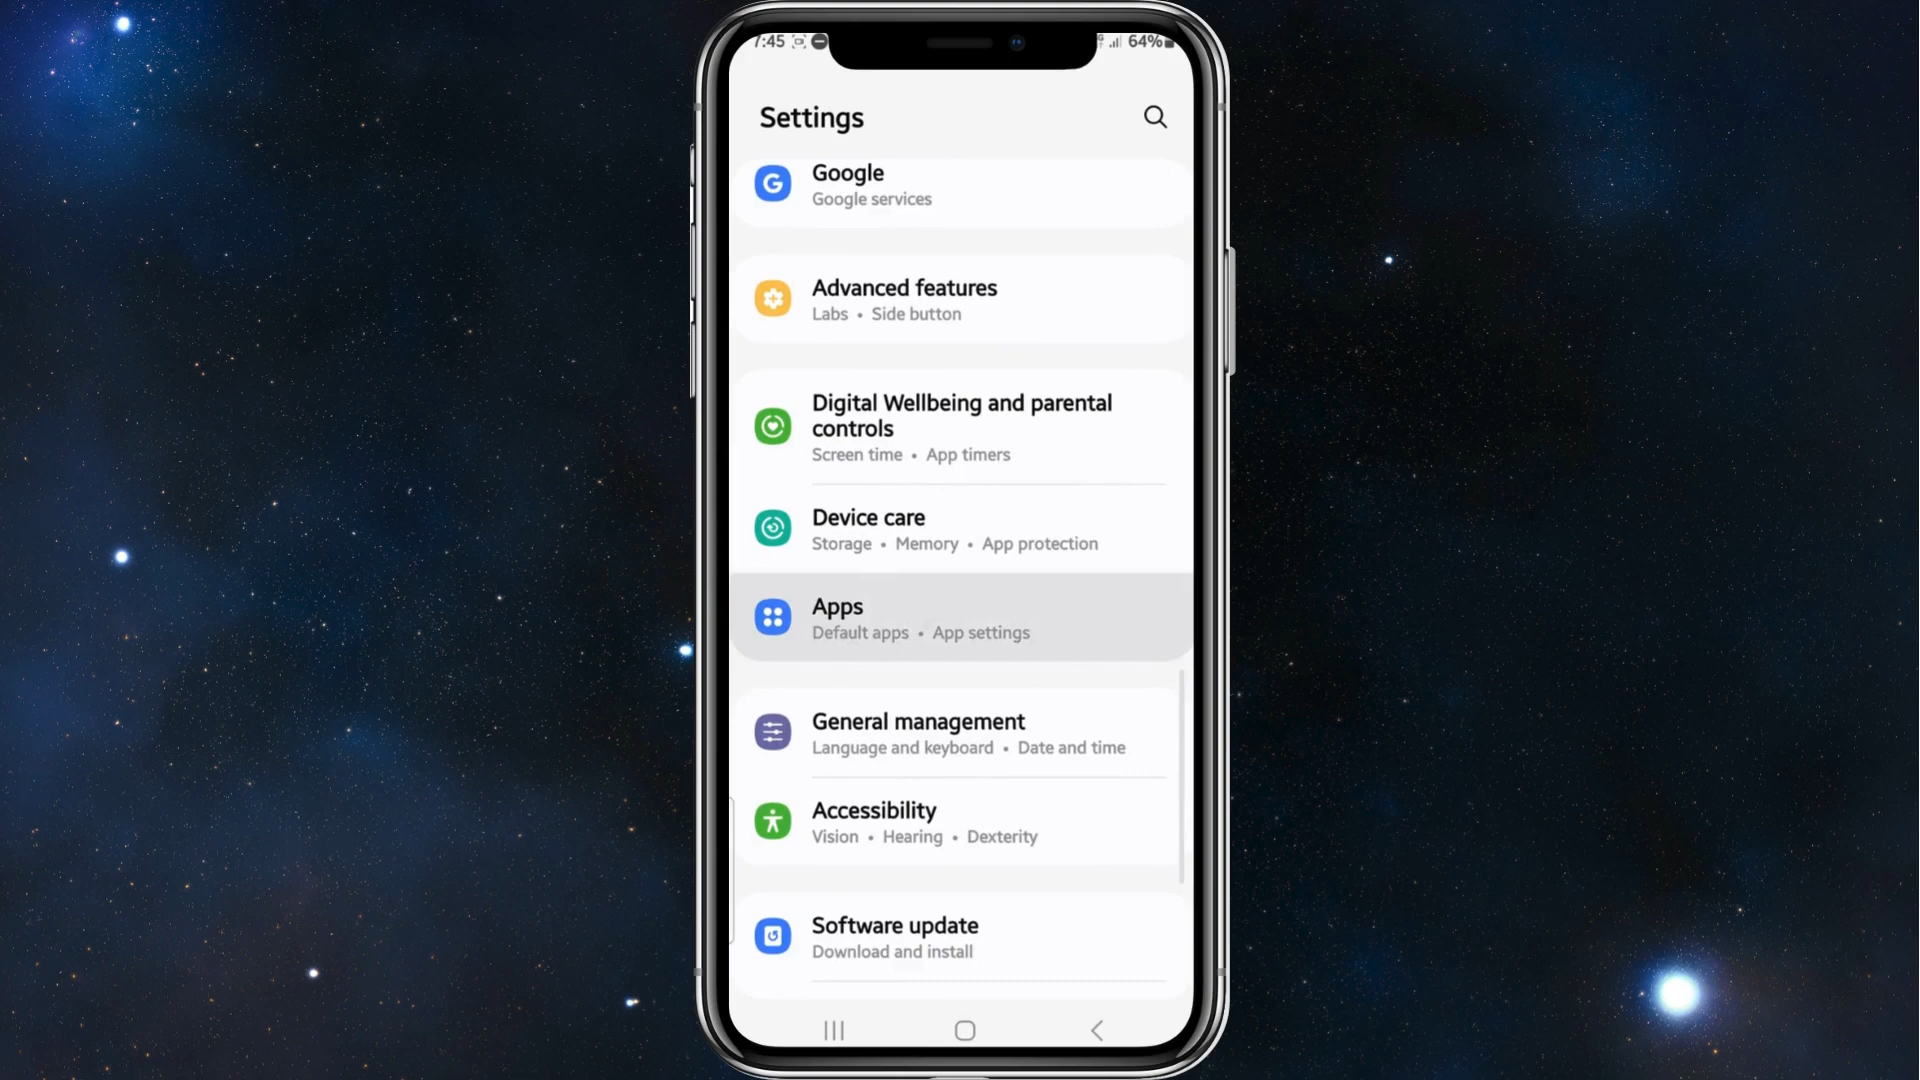 7:45 64%
Settings
Google
Google services
Advanced features
Labs • Side button
Digital Wellbeing and parental
controls
Screen time • App timers
Device care
Storage • Memory • App protection
Apps
Default apps • App settings
General management
Language and keyboard • Date and time
Accessibility
Vision • Hearing • Dexterity
Software update
Download and install